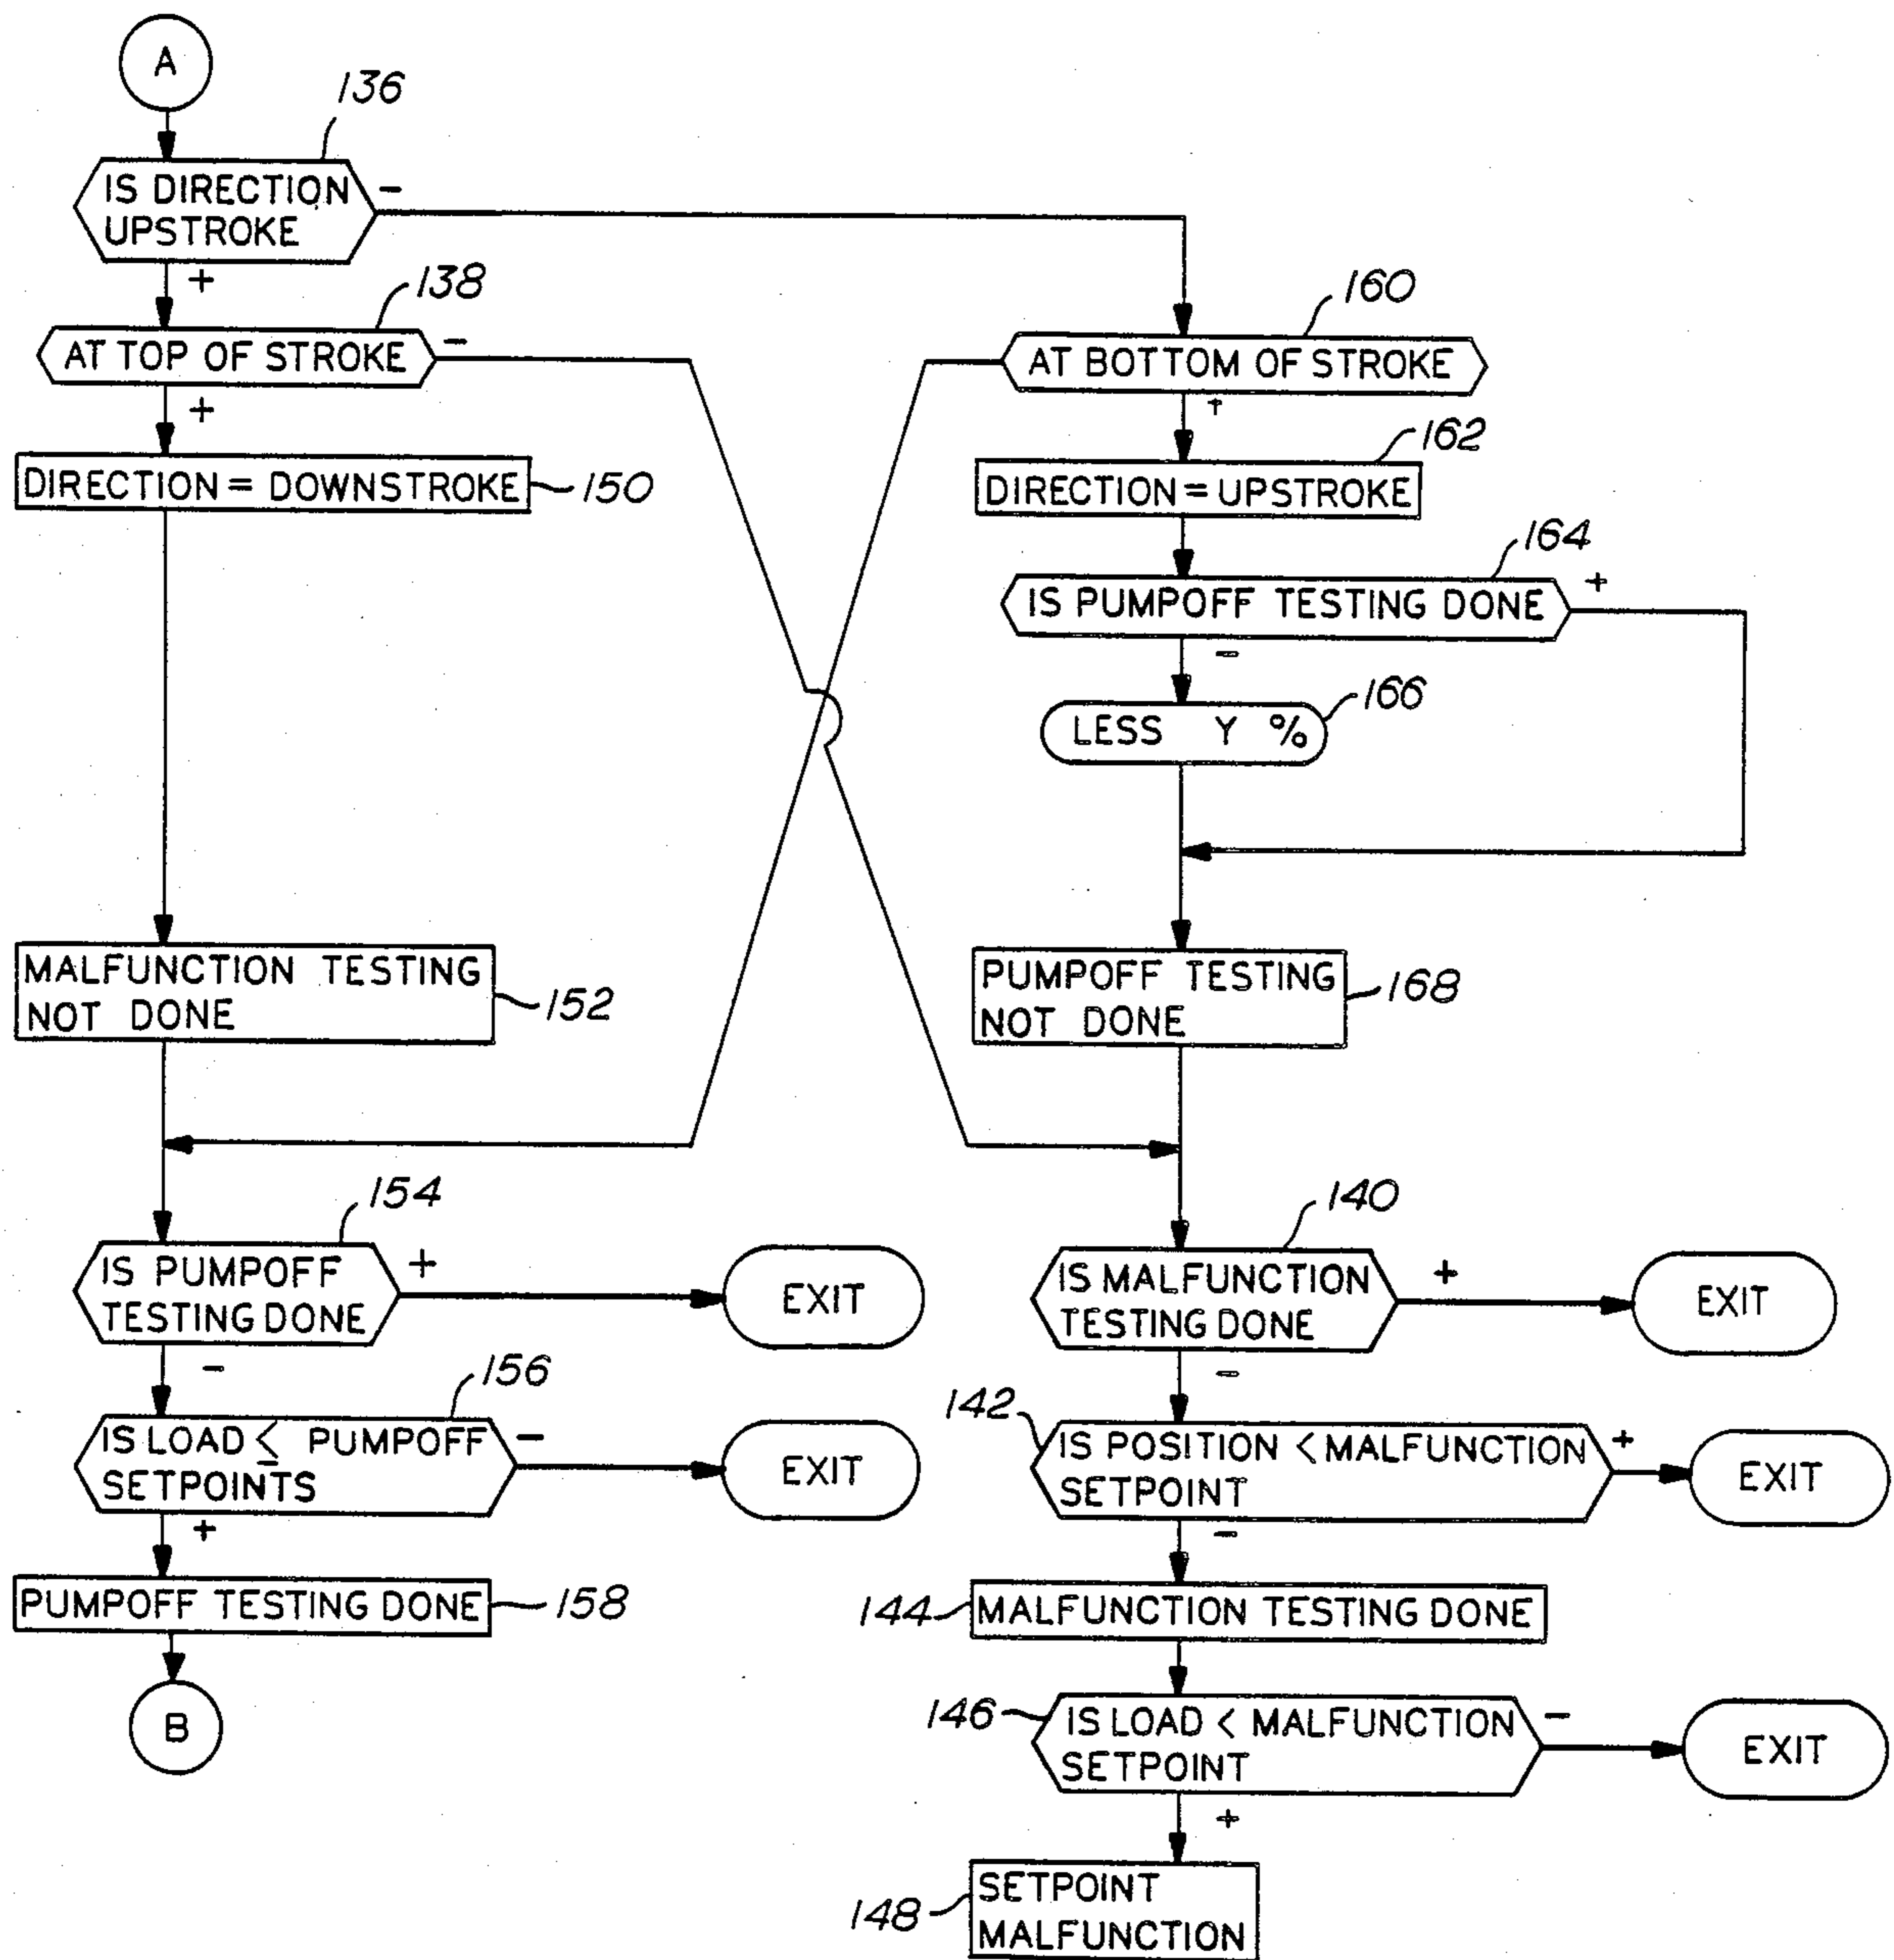 A
136
IS DIRECTION -
UPSTROKE
+
138
AT TOP OF STROKE -
+
DIRECTION = DOWNSTROKE 150
MALFUNCTION TESTING
NOT DONE 152
154
IS PUMPOFF +
TESTING DONE
EXIT
-
156
IS LOAD ≤ PUMPOFF -
SETPOINTS
EXIT
+
PUMPOFF TESTING DONE 158
B
160
AT BOTTOM OF STROKE
+
162
DIRECTION = UPSTROKE
164
IS PUMPOFF TESTING DONE +
-
166
LESS Y %
PUMPOFF TESTING
NOT DONE 168
140
IS MALFUNCTION +
TESTING DONE
EXIT
-
142 IS POSITION < MALFUNCTION +
SETPOINT
EXIT
-
144 MALFUNCTION TESTING DONE
146 IS LOAD < MALFUNCTION -
SETPOINT
EXIT
+
148 SETPOINT
MALFUNCTION